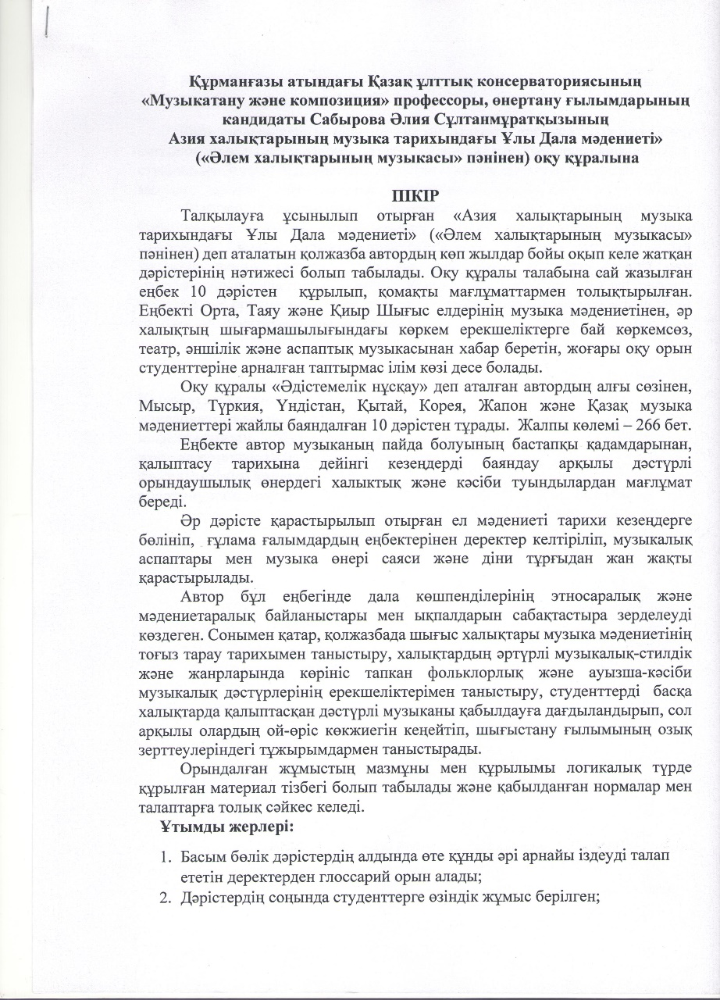 Құрманғазы атындағы Қазақ ұлттық консерваториясының
«Музыкатану және композиция» профессоры, өнертану ғылымдарының
кандидаты Сабырова Әлия Сұлтанмұратқызының
Азия халықтарының музыка тарихындағы Ұлы Дала мәдениеті»
(«Әлем халықтарының музыкасы» пәнінен) оқу құралына
ПІКІР
Талқылауға ұсынылып отырған «Азия халықтарының музыка
тарихындағы Ұлы Дала мәдениеті» («Әлем халықтарының музыкасы»
пәнінен) деп аталатын қолжазба автордың көп жылдар бойы оқып келе жатқан
дәрістерінің нәтижесі болып табылады. Оқу құралы талабына сай жазылған
еңбек 10 дәрістен құрылып, қомақты мағлұматтармен толықтырылған.
Еңбекті Орта, Таяу және Қиыр Шығыс елдерінің музыка мәдениетінен, әр
халықтың шығармашылығындағы көркем ерекшеліктерге бай көркемсөз,
театр, әншілік және аспаптық музыкасынан хабар беретін, жоғары оқу орын
студенттеріне арналған таптырмас ілім көзі десе болады.
Оқу құралы «Әдістемелік нұсқау» деп аталған автордың алғы сөзінен,
Мысыр, Түркия, Үндістан, Қытай, Корея, Жапон және Қазақ музыка
мәдениеттері жайлы баяндалған 10 дәрістен тұрады. Жалпы көлемі – 266 бет.
Еңбекте автор музыканың пайда болуының бастапқы қадамдарынан,
қалыптасу тарихына дейінгі кезеңдерді баяндау арқылы дәстүрлі
орындаушылық өнердегі халыктық және кәсіби туындылардан мағлұмат
береді.
Әр дәрісте қарастырылып отырған ел мәдениеті тарихи кезеңдерге
бөлініп, ғұлама ғалымдардың еңбектерінен деректер келтіріліп, музыкалық
аспаптары мен музыка өнері саяси және діни тұрғыдан жан жақты
қарастырылады.
Автор бұл еңбегінде дала көшпенділерінің этносаралық және
мәдениетаралық байланыстары мен ықпалдарын сабақтастыра зерделеуді
көздеген. Сонымен қатар, қолжазбада шығыс халықтары музыка мәдениетінің
тоғыз тарау тарихымен таныстыру, халықтардың әртүрлі музыкалық-стилдік
және жанрларында көрініс тапкан фольклорлық және ауызша-кәсіби
музыкалық дәстүрлерінің ерекшеліктерімен таныстыру, студенттерді басқа
халықтарда қалыптасқан дәстүрлі музыканы қабылдауға дағдыландырып, сол
арқылы олардың ой-өріс көкжиегін кеңейтіп, шығыстану ғылымының озық
зерттеулеріндегі тұжырымдармен таныстырады.
Орындалған жұмыстың мазмұны мен құрылымы логикалық түрде
құрылған материал тізбегі болып табылады және қабылданған нормалар мен
талаптарға толық сәйкес келеді.
Ұтымды жерлері:
1. Басым бөлік дәрістердің алдында өте құнды әрі арнайы іздеуді талап
ететін деректерден глоссарий орын алады;
2. Дәрістердің соңында студенттерге өзіндік жұмыс берілген;